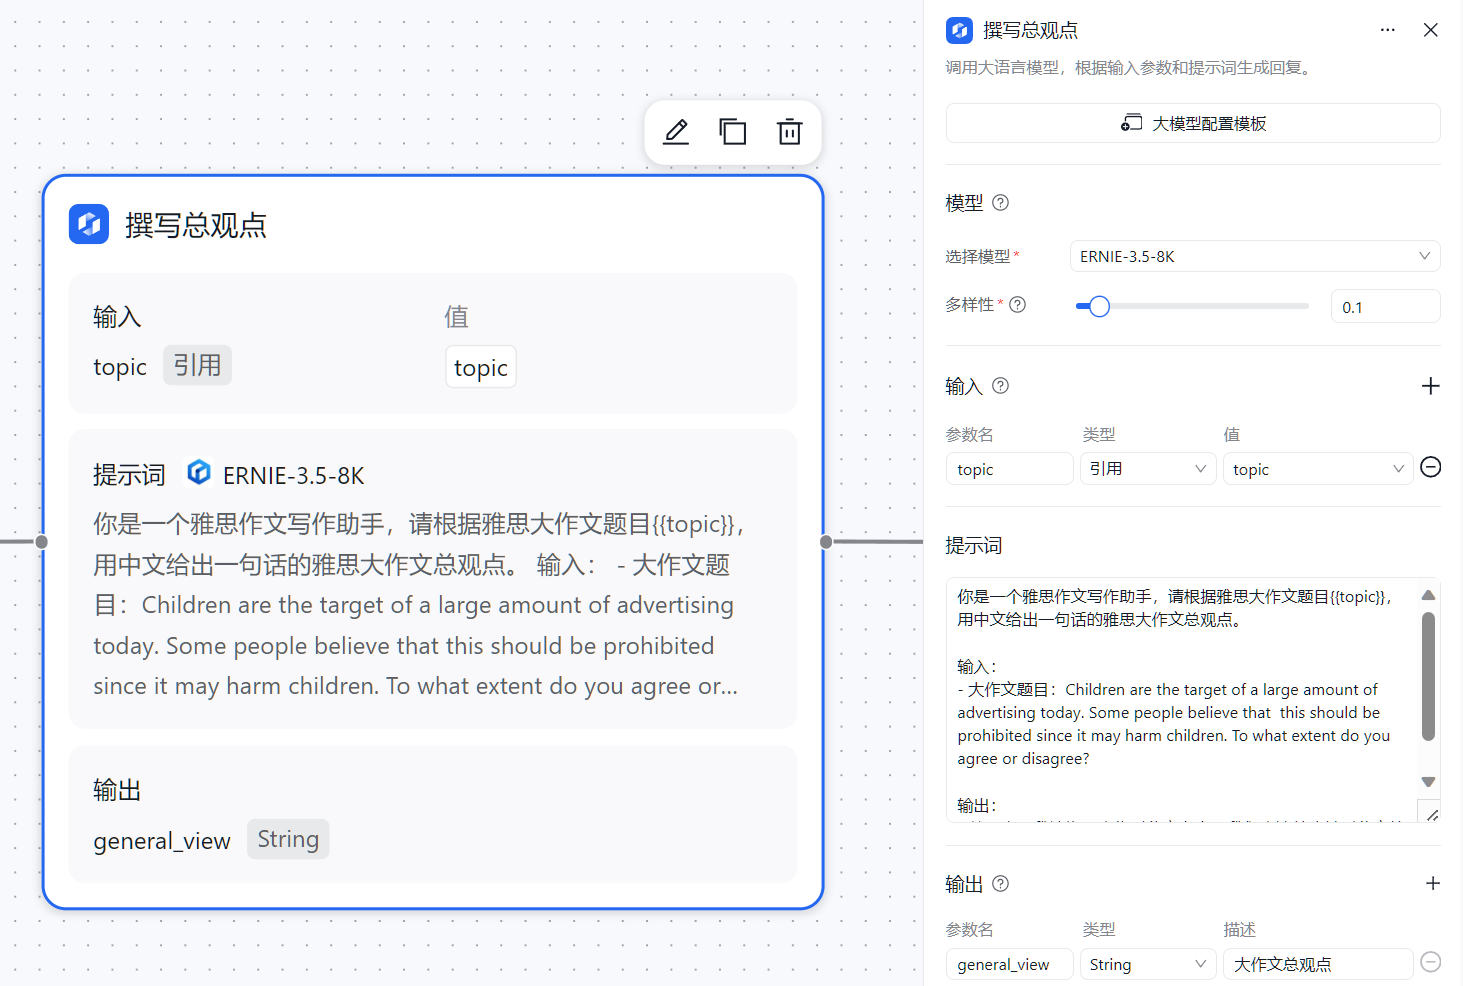 撰写总观点
输入 值
topic 引用 topic
提示词 ERNIE-3.5-8K
你是一个雅思作文写作助手，请根据雅思大作文题目{{topic}}，
用中文给出一句话的雅思大作文总观点。 输入： - 大作文题
目：Children are the target of a large amount of advertising
today. Some people believe that this should be prohibited
since it may harm children. To what extent do you agree or...
输出
general_view String
撰写总观点
调用大语言模型，根据输入参数和提示词生成回复。
大模型配置模板
模型
选择模型* ERNIE-3.5-8K
多样性* 0.1
输入
参数名 类型 值
topic 引用 topic
提示词
你是一个雅思作文写作助手，请根据雅思大作文题目{{topic}}，
用中文给出一句话的雅思大作文总观点。
输入：
- 大作文题目：Children are the target of a large amount of
advertising today. Some people believe that  this should be
prohibited since it may harm children. To what extent do you
agree or disagree?
输出：
输出
参数名 类型 描述
general_view String 大作文总观点